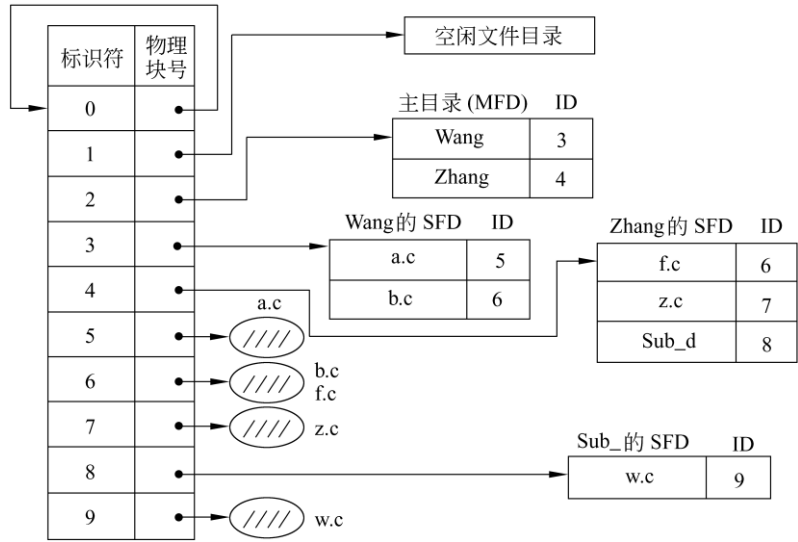 标识符 物理块号
0
1
2
3
4
5
6
7
8
9
空闲文件目录
主目录(MFD) ID
Wang 3
Zhang 4
Wang的 SFD ID
a.c 5
b.c 6
Zhang的 SFD ID
f.c 6
z.c 7
Sub_d 8
a.c
b.c
f.c
z.c
Sub_的 SFD ID
w.c 9
w.c